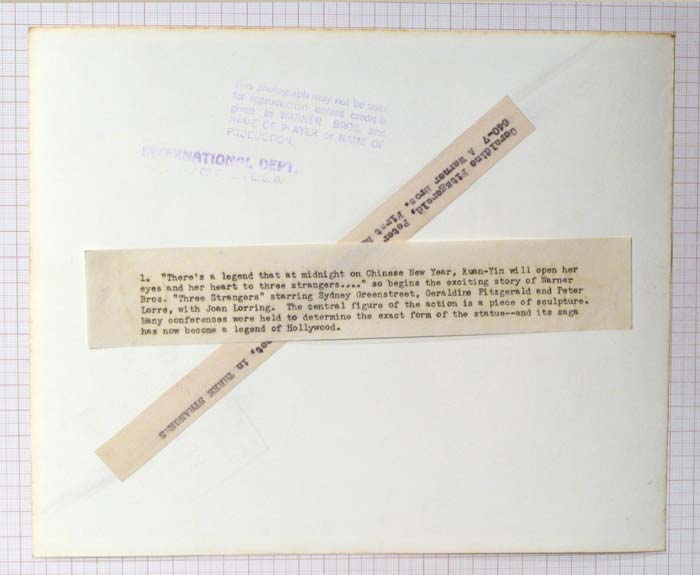 This photograph may not be used
for reproduction unless credit is
given to WARNER BROS. and
NAME OF PLAYER or NAME OF
PRODUCTION.
INTERNATIONAL DEPT.
Geraldine Fitzgerald, Peter
640-7 A Warner Bros. First N
1. "There's a legend that at midnight on Chinese New Year, Kuan-Yin will open her
eyes and her heart to three strangers...." so begins the exciting story of Warner
Bros. "Three Strangers" starring Sydney Greenstreet, Geraldine Fitzgerald and Peter
Lorre, with Joan Lorring. The central figure of the action is a piece of sculpture.
Many conferences were held to determine the exact form of the statue--and its saga
has now become a legend of Hollywood.
in THREE STRANGERS